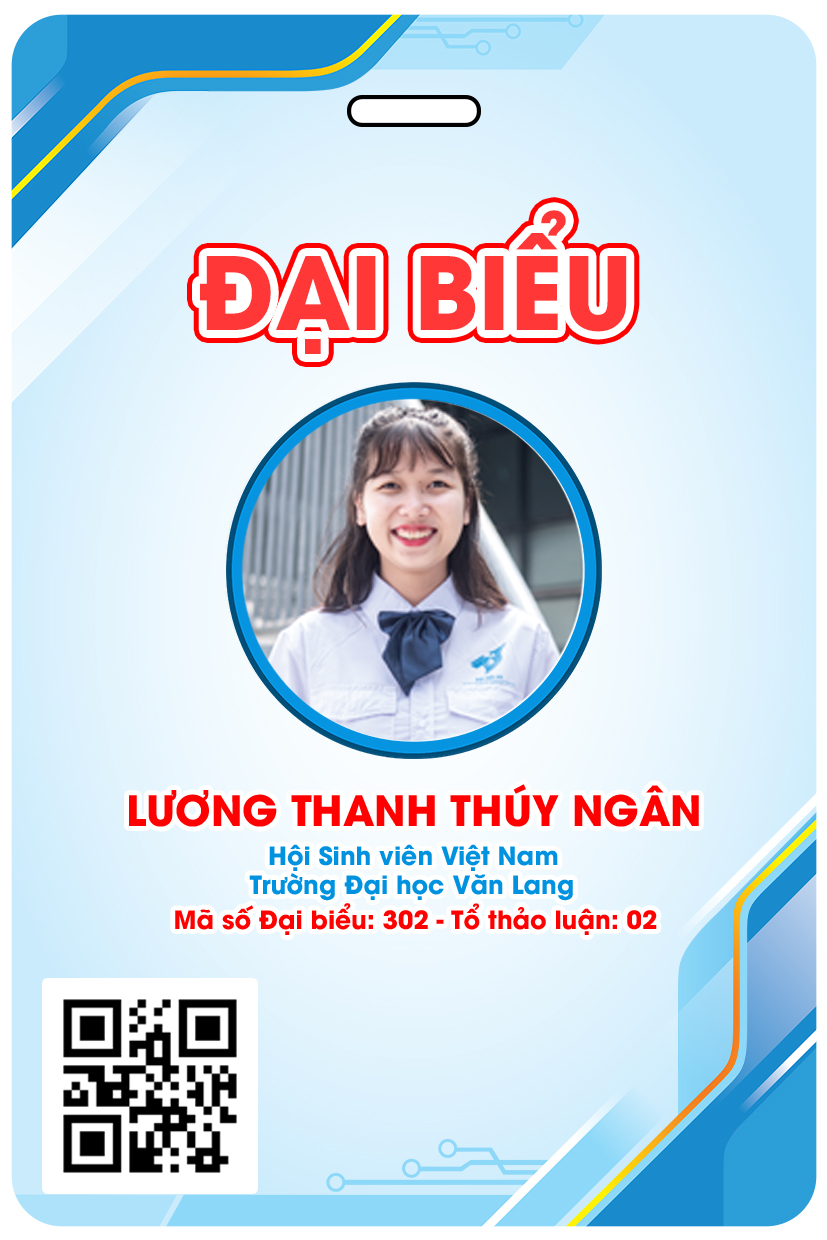 ĐẠI BIỂU
LƯƠNG THANH THÚY NGÂN
Hội Sinh viên Việt Nam
Trường Đại học Văn Lang
Mã số Đại biểu: 302 - Tổ thảo luận: 02